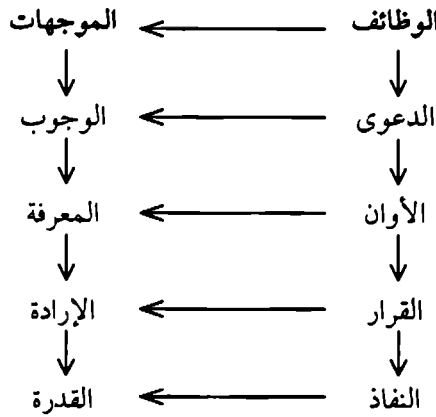 الوظائف الموجهات
الدعوى الوجوب
الأوان المعرفة
القرار الإرادة
النفاذ القدرة